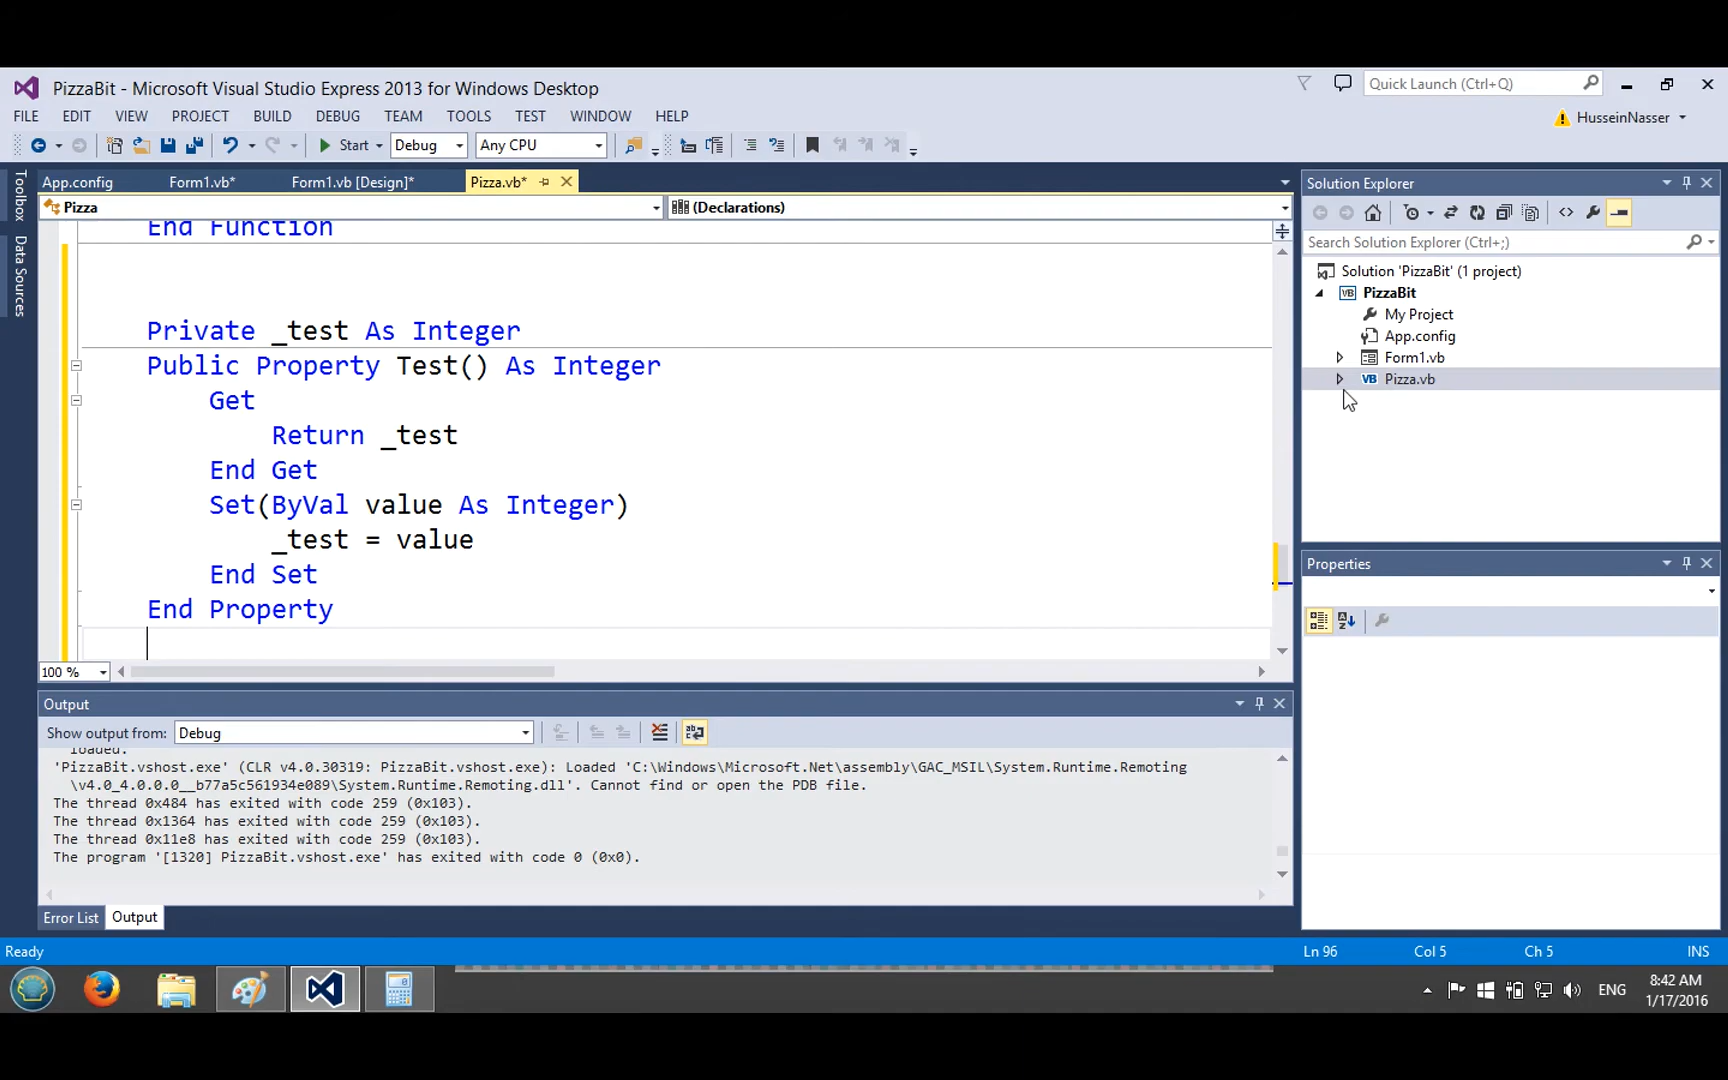 PizzaBit - Microsoft Visual Studio Express 2013 for Windows Desktop
Quick Launch (Ctrl+Q)
FILE EDIT VIEW PROJECT BUILD DEBUG TEAM TOOLS TEST WINDOW HELP
HusseinNasser
Start Debug Any CPU
Toolbox
Data Sources
App.config Form1.vb* Form1.vb [Design]* Pizza.vb*
Pizza (Declarations)
End Function
Private _test As Integer
Public Property Test() As Integer
Get
Return _test
End Get
Set(ByVal value As Integer)
_test = value
End Set
End Property
100 %
Solution Explorer
Search Solution Explorer (Ctrl+;)
Solution 'PizzaBit' (1 project)
VB PizzaBit
My Project
App.config
Form1.vb
VB Pizza.vb
Properties
Output
Show output from: Debug
loaded.
'PizzaBit.vshost.exe' (CLR v4.0.30319: PizzaBit.vshost.exe): Loaded 'C:\Windows\Microsoft.Net\assembly\GAC_MSIL\System.Runtime.Remoting
\v4.0_4.0.0.0__b77a5c561934e089\System.Runtime.Remoting.dll'. Cannot find or open the PDB file.
The thread 0x484 has exited with code 259 (0x103).
The thread 0x1364 has exited with code 259 (0x103).
The thread 0x11e8 has exited with code 259 (0x103).
The program '[1320] PizzaBit.vshost.exe' has exited with code 0 (0x0).
Error List Output
Ready Ln 96 Col 5 Ch 5 INS
ENG
8:42 AM
1/17/2016